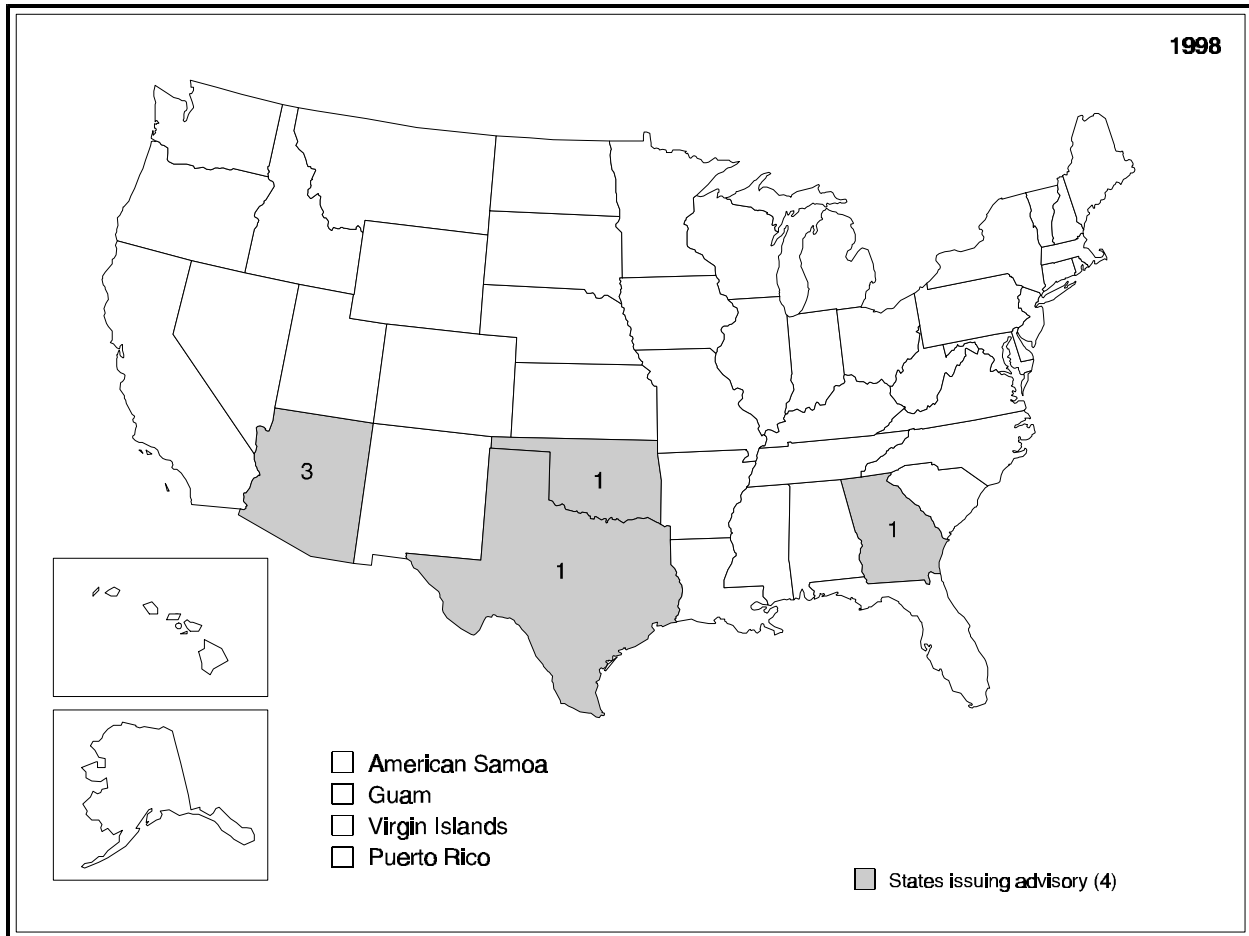 1998
3
1
1
1
American Samoa
Guam
Virgin Islands
Puerto Rico
States issuing advisory (4)